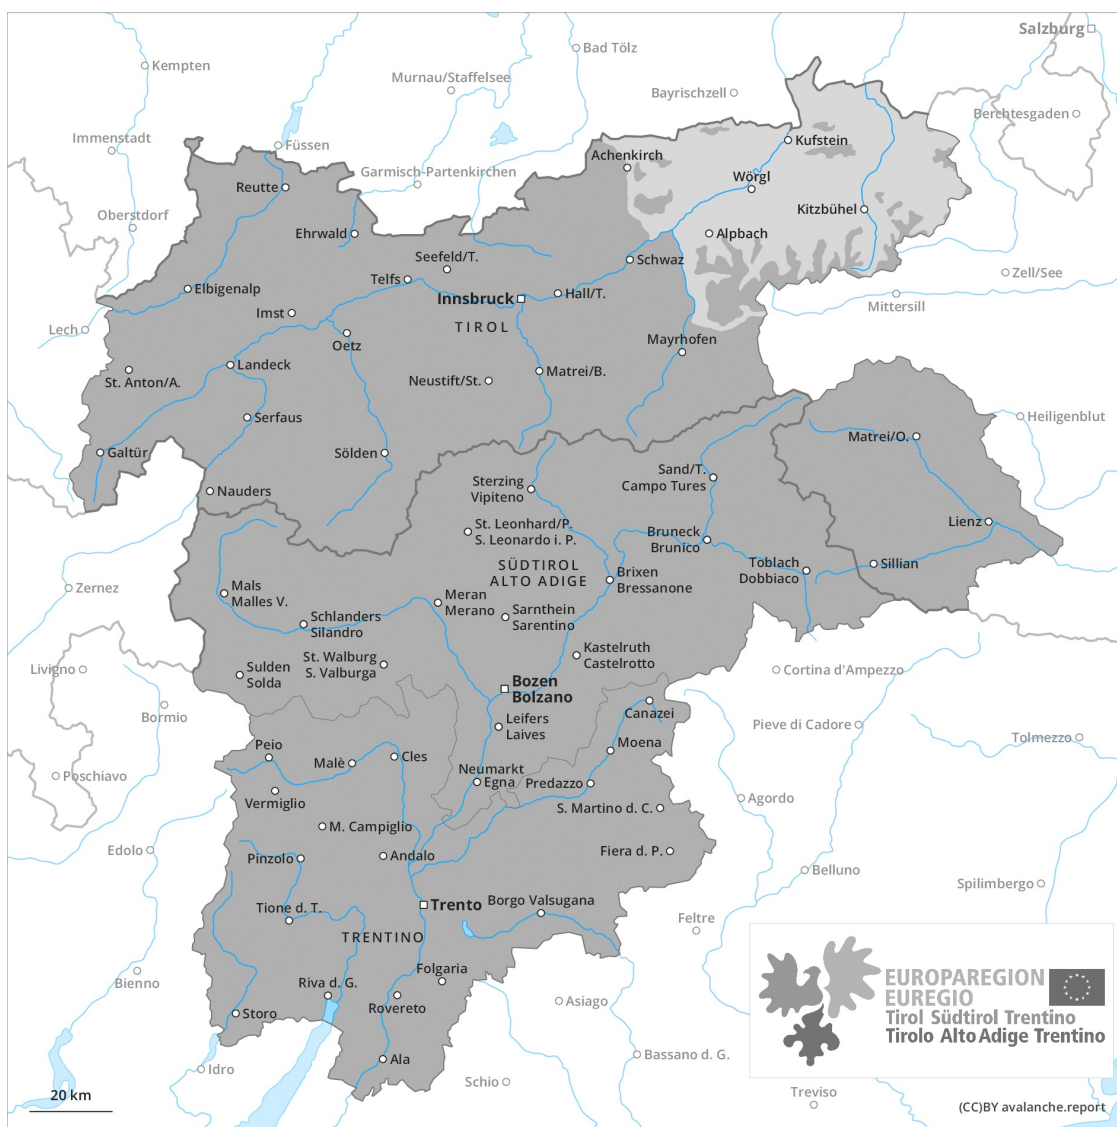 Salzburg
Bad Tölz
Kempten
Murnau/Staffelsee
Bayrischzell
Berchtesgaden
Immenstadt
Füssen
Kufstein
Achenkirch
Garmisch-Partenkirchen
Wörgl
Reutte
Oberstdorf
Kitzbühel
Ehrwald
Alpbach
Seefeld/T.
Schwaz
Zell/See
Telfs
Elbigenalp
Innsbruck
Hall/T.
Mittersill
Imst
TIROL
Lech
Oetz
Mayrhofen
Landeck
St. Anton/A.
Neustift/St.
Matrei/B.
Serfaus
Heiligenblut
Matrei/O.
Galtür
Sölden
Sand/T.
Campo Tures
Sterzing
Vipiteno
Nauders
St. Leonhard/P.
S. Leonardo i. P.
Lienz
Bruneck
Brunico
SÜDTIROL
ALTO ADIGE
Toblach
Dobbiaco
Sillian
Brixen
Bressanone
Zernez
Mals
Malles V.
Meran
Merano
Schlanders
Silandro
Sarnthein
Sarentino
Kastelruth
Castelrotto
St. Walburg
S. Valburga
Livigno
Sulden
Solda
Cortina d'Ampezzo
Bozen
Bolzano
Bormio
Canazei
Leifers
Laives
Pieve di Cadore
Tolmezzo
Peio
Moena
Cles
Malè
Poschiavo
Neumarkt
Egna
Predazzo
Vermiglio
Agordo
S. Martino d. C.
M. Campiglio
Edolo
Pinzolo
Andalo
Fiera d. P.
Belluno
Spilimbergo
Trento
Borgo Valsugana
Tione d. T.
Feltre
TRENTINO
Folgaria
Bienno
Riva d. G.
Rovereto
Asiago
Storo
EUROPAREGION
EUREGIO
Tirol Südtirol Trentino
Tirolo Alto Adige Trentino
Ala
Bassano d. G.
Idro
Schio
Treviso
20 km
(CC)BY avalanche.report